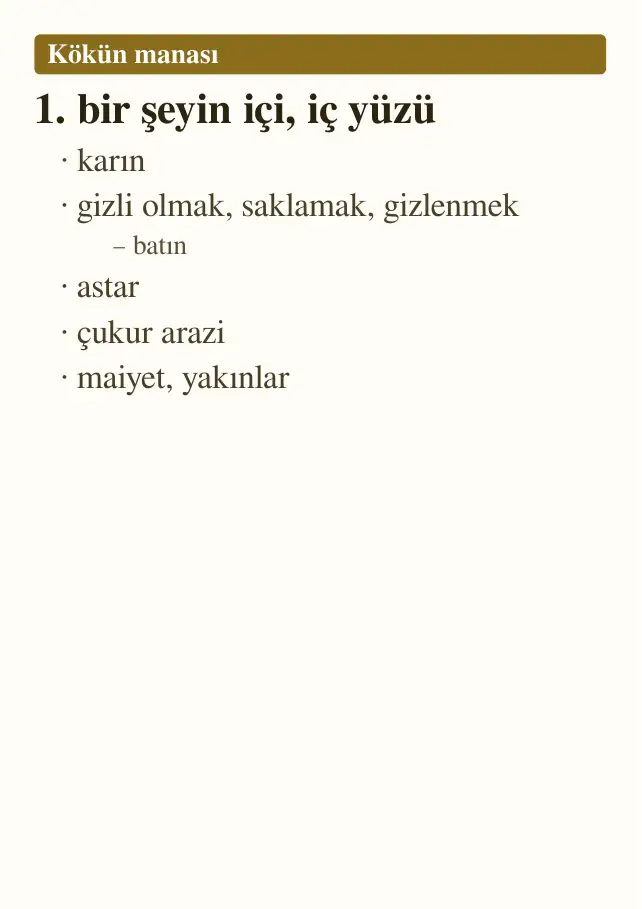 Kökün manası
1. bir şeyin içi, iç yüzü
· karın
· gizli olmak, saklamak, gizlenmek
– batın
· astar
· çukur arazi
· maiyet, yakınlar